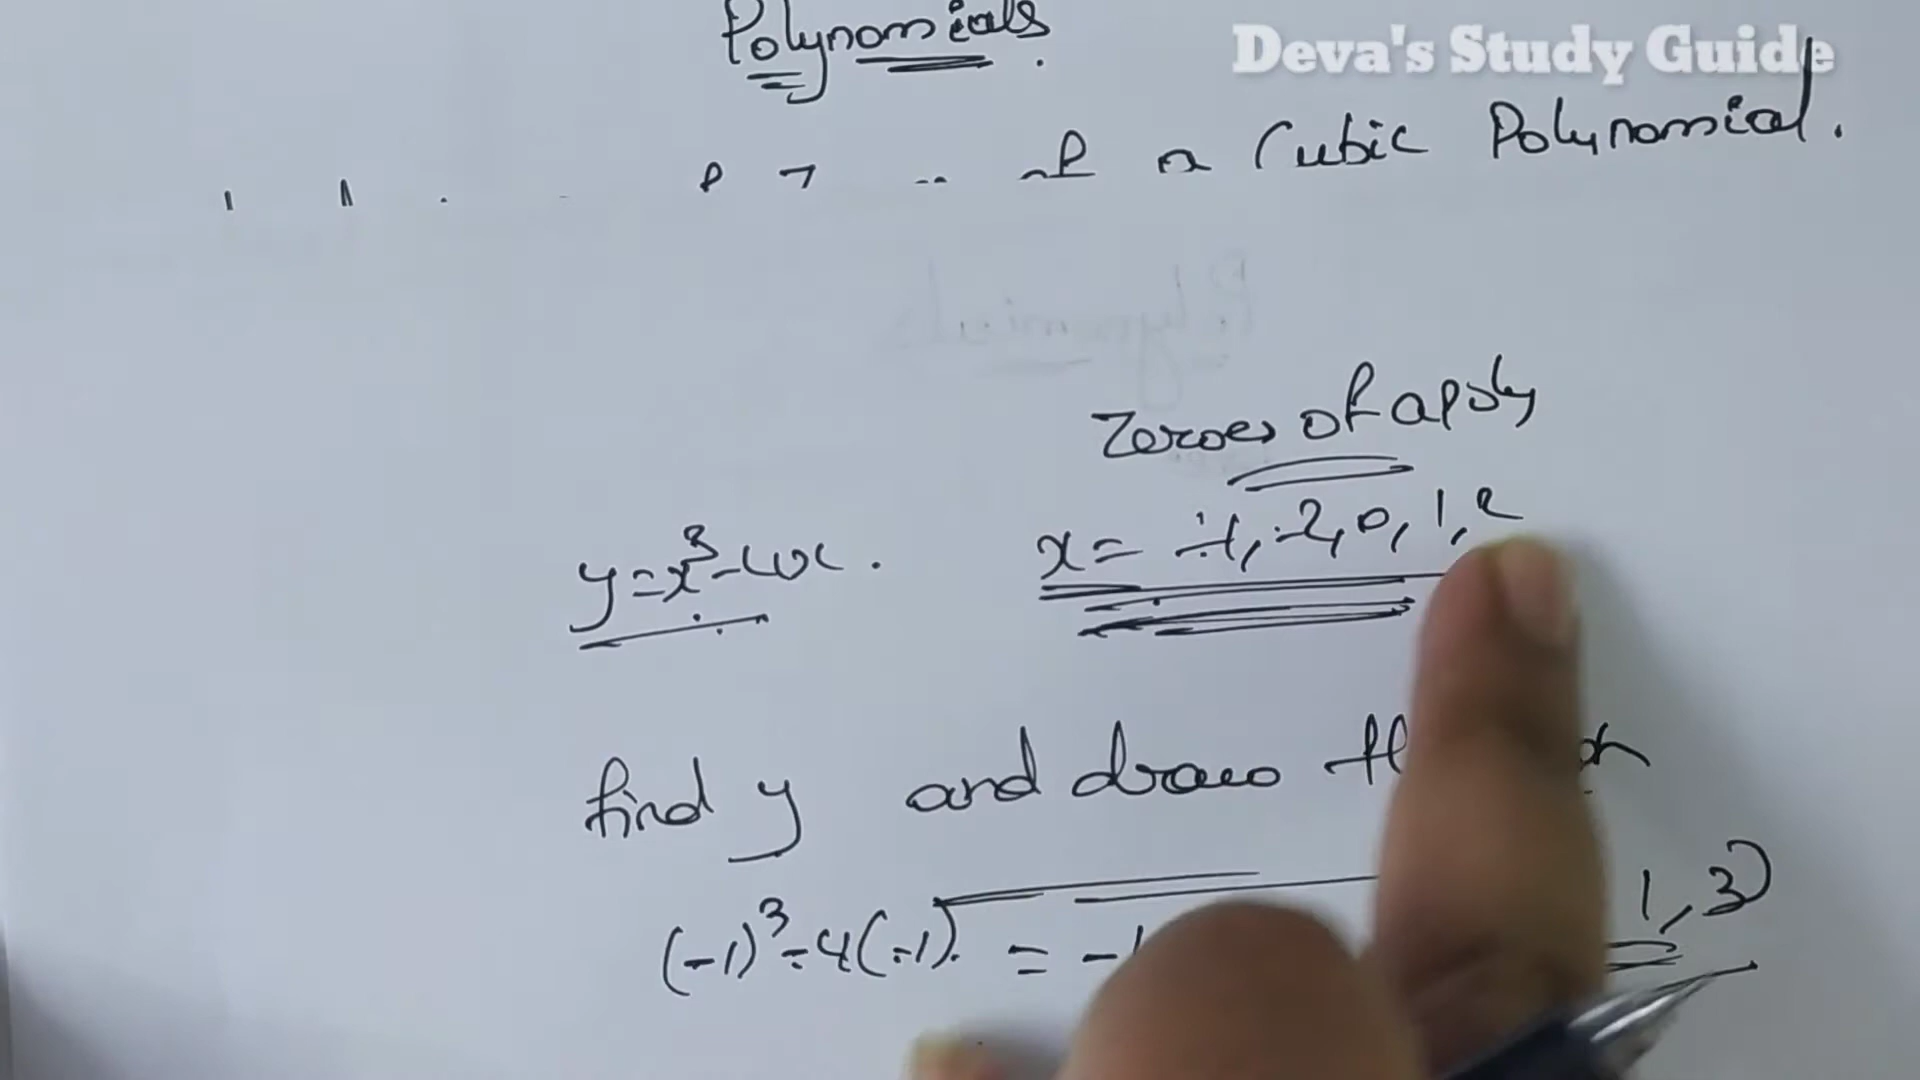 Polynomials.
Deva's Study Guide
a Cubic Polynomial.
Zeroes of a poly
y=x³-4x. x= -1, -2, 0, 1, 2
find y and draw
(-1)³-4(-1). = -1 1, 3)